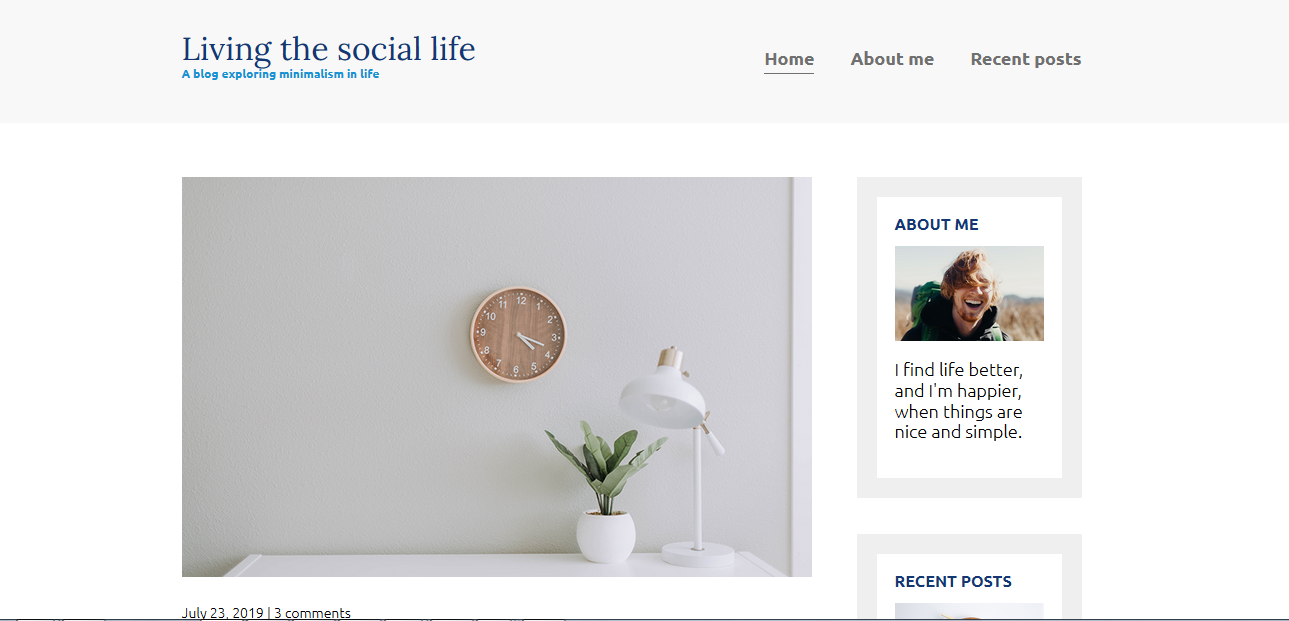 Living the social life
A blog exploring minimalism in life
Home About me Recent posts
12
11 1
10 2
9 3
8 4
7 5
6
ABOUT ME
I find life better,
and I'm happier,
when things are
nice and simple.
RECENT POSTS
July 23, 2019 | 3 comments